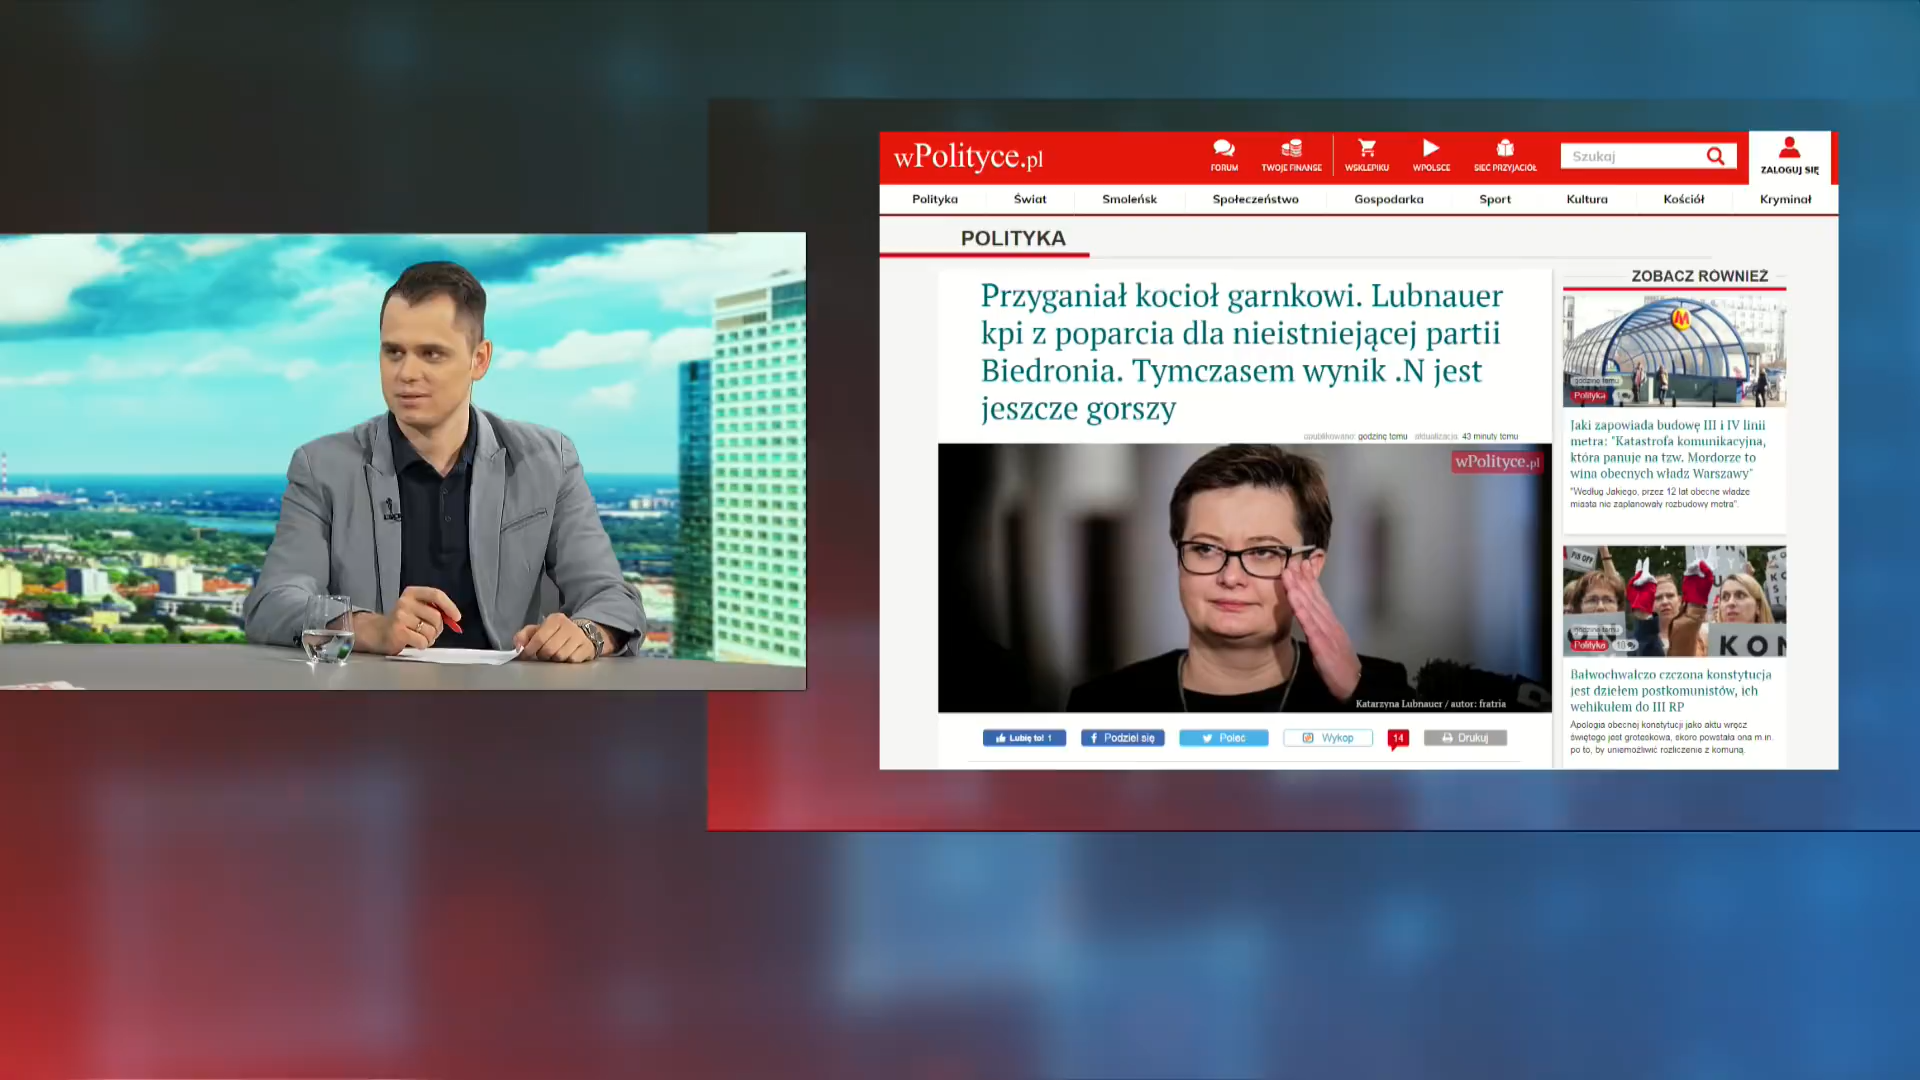 wPolityce.pl
FORUM
TWOJE FINANSE
WSKLEPIKU
WPOLSCE
SIEĆ PRZYJACIÓŁ
Szukaj
ZALOGUJ SIĘ
Polityka
Świat
Smoleńsk
Społeczeństwo
Gospodarka
Sport
Kultura
Kościół
Kryminał
POLITYKA
Przyganiał kocioł garnkowi. Lubnauer
kpi z poparcia dla nieistniejącej partii
Biedronia. Tymczasem wynik .N jest
jeszcze gorszy
opublikowano: godzinę temu aktualizacja: 43 minuty temu
wPolityce.pl
Katarzyna Lubnauer / autor: fratria
Lubię to! 1
Podziel się
Poleć
Wykop
14
Drukuj
ZOBACZ RÓWNIEŻ
M
godzinę temu
Polityka
Jaki zapowiada budowę III i IV linii
metra: "Katastrofa komunikacyjna,
która panuje na tzw. Mordorze to
wina obecnych władz Warszawy"
"Według Jakiego, przez 12 lat obecne władze
miasta nie zaplanowały rozbudowy metra".
godzinę temu
Polityka
KON
Bałwochwalczo czczona konstytucja
jest dziełem postkomunistów, ich
wehikułem do III RP
Apologia obecnej konstytucji jako aktu wręcz
świętego jest groteskowa, skoro powstała ona m.in.
po to, by uniemożliwić rozliczenie z komuną.